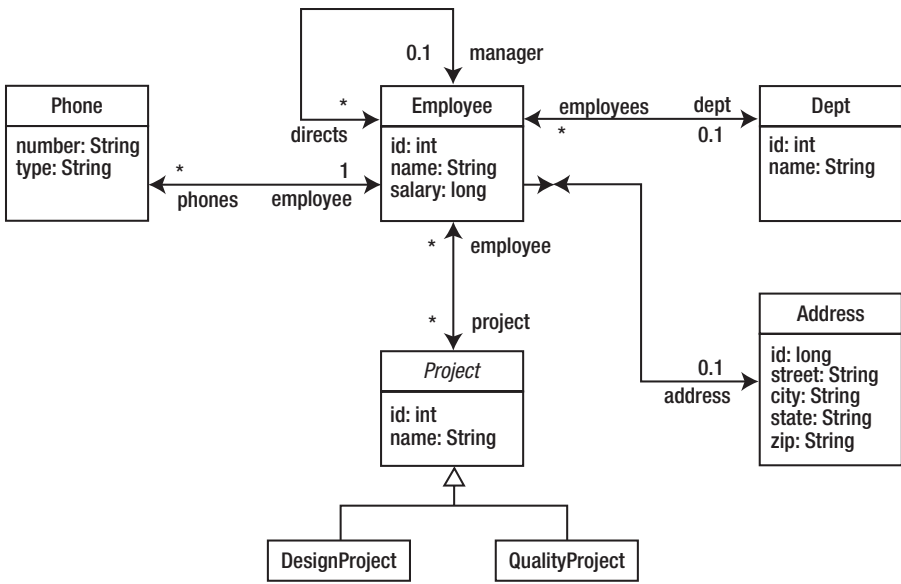 0.1 manager
Phone
number: String
type: String
*
directs
Employee
id: int
name: String
salary: long
employees dept
* 0.1
Dept
id: int
name: String
* 1
phones employee
* employee
* project
Project
id: int
name: String
0.1
address
Address
id: long
street: String
city: String
state: String
zip: String
DesignProject
QualityProject